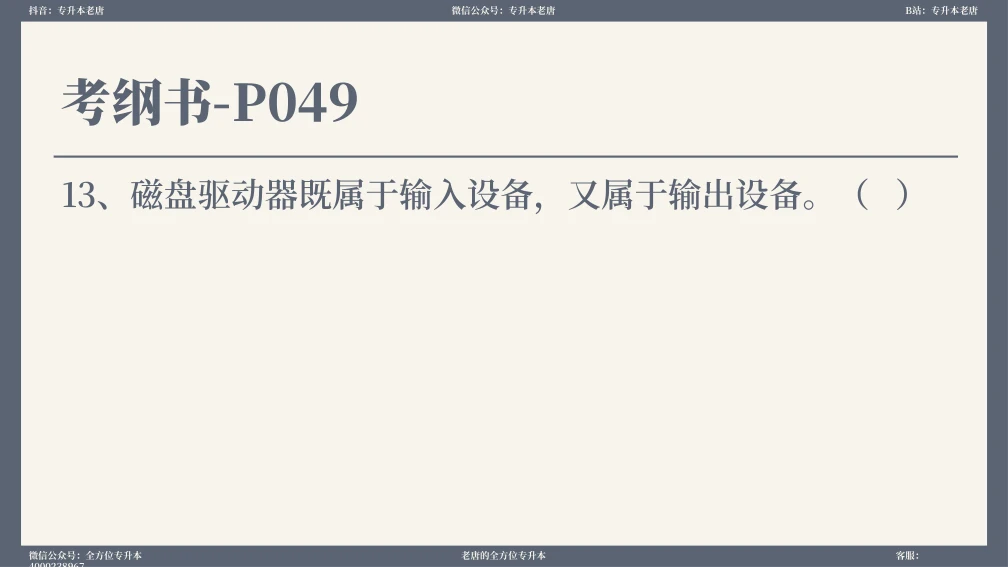 抖音：专升本老唐
微信公众号：专升本老唐
B站：专升本老唐
考纲书-P049
13、磁盘驱动器既属于输入设备，又属于输出设备。（ ）
微信公众号：全方位专升本
老唐的全方位专升本
客服：
4000238967